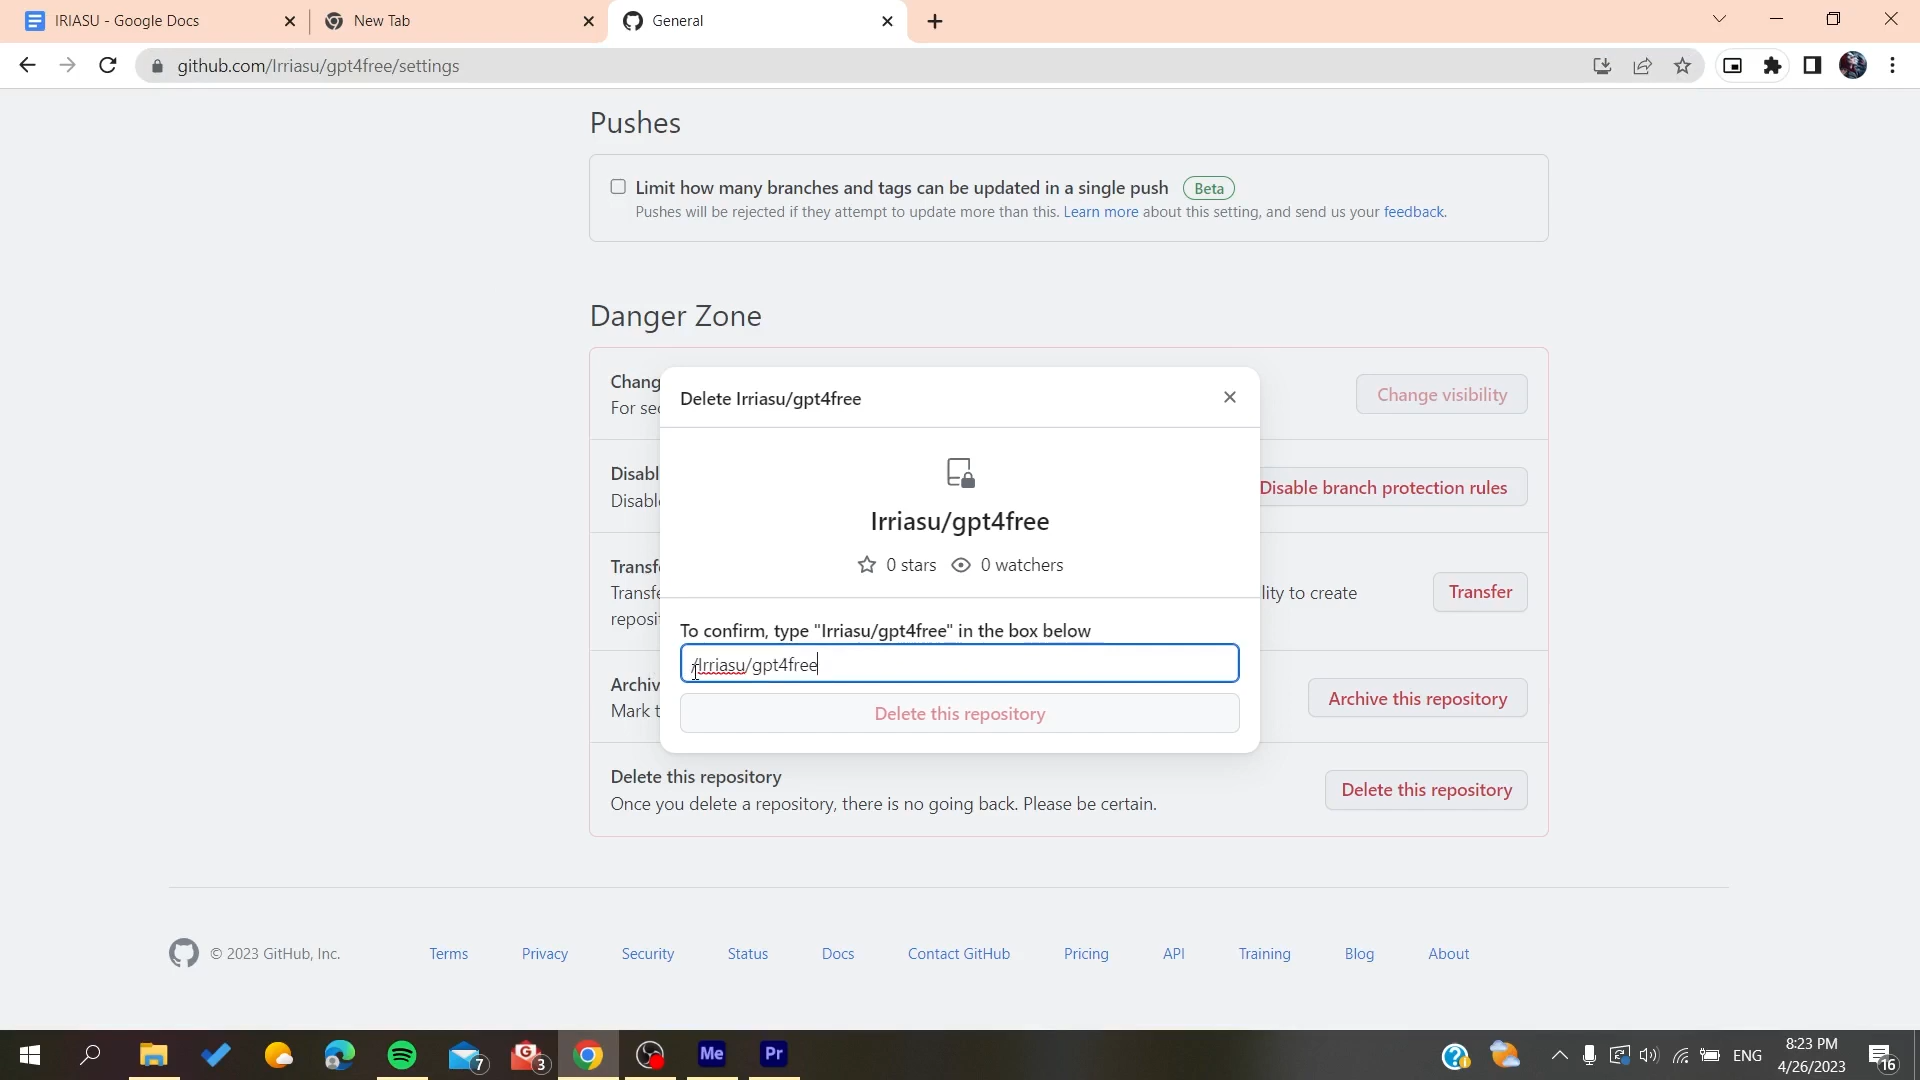 IRIASU - Google Docs
New Tab
General
github.com/Irriasu/gpt4free/settings
Pushes
Limit how many branches and tags can be updated in a single push Beta
Pushes will be rejected if they attempt to update more than this. Learn more about this setting, and send us your feedback.
Danger Zone
Chang
For sec
Change visibility
Delete Irriasu/gpt4free
Irriasu/gpt4free
0 stars 0 watchers
Disabl
Disable
Disable branch protection rules
Transfe
Transfe
lity to create
reposit
Transfer
To confirm, type "Irriasu/gpt4free" in the box below
/Irriasu/gpt4free
Delete this repository
Archiv
Mark t
Archive this repository
Delete this repository
Once you delete a repository, there is no going back. Please be certain.
Delete this repository
© 2023 GitHub, Inc. Terms Privacy Security Status Docs Contact GitHub Pricing API Training Blog About
7
G
3
Me
Pr
ENG
8:23 PM
4/26/2023
16